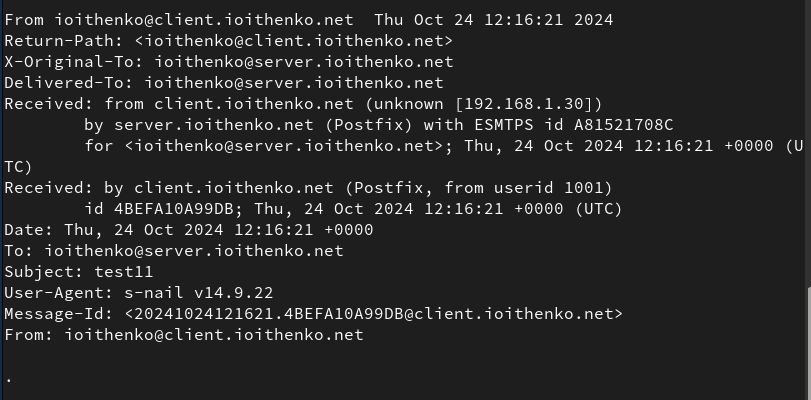 From ioithenko@client.ioithenko.net  Thu Oct 24 12:16:21 2024
Return-Path: <ioithenko@client.ioithenko.net>
X-Original-To: ioithenko@server.ioithenko.net
Delivered-To: ioithenko@server.ioithenko.net
Received: from client.ioithenko.net (unknown [192.168.1.30])
        by server.ioithenko.net (Postfix) with ESMTPS id A81521708C
        for <ioithenko@server.ioithenko.net>; Thu, 24 Oct 2024 12:16:21 +0000 (U
TC)
Received: by client.ioithenko.net (Postfix, from userid 1001)
        id 4BEFA10A99DB; Thu, 24 Oct 2024 12:16:21 +0000 (UTC)
Date: Thu, 24 Oct 2024 12:16:21 +0000
To: ioithenko@server.ioithenko.net
Subject: test11
User-Agent: s-nail v14.9.22
Message-Id: <20241024121621.4BEFA10A99DB@client.ioithenko.net>
From: ioithenko@client.ioithenko.net

.